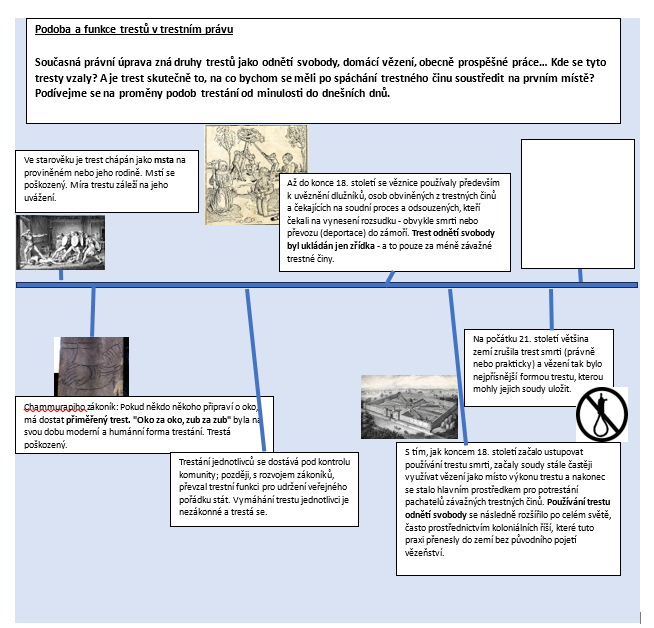 Podoba a funkce trestů v trestním právu
Současná právní úprava zná druhy trestů jako odnětí svobody, domácí vězení, obecně prospěšné práce... Kde se tyto
tresty vzaly? A je trest skutečně to, na co bychom se měli po spáchání trestného činu soustředit na prvním místě?
Podívejme se na proměny podob trestání od minulosti do dnešních dnů.
Ve starověku je trest chápán jako msta na
proviněném nebo jeho rodině. Mstí se
poškozený. Míra trestu záleží na jeho
uvážení.
Až do konce 18. století se věznice používaly především
k uvěznění dlužníků, osob obviněných z trestných činů
a čekajících na soudní proces a odsouzených, kteří
čekali na vynesení rozsudku - obvykle smrti nebo
převozu (deportace) do zámoří. Trest odnětí svobody
byl ukládán jen zřídka - a to pouze za méně závažné
trestné činy.
Chammurapiho zákoník: Pokud někdo někoho připraví o oko,
má dostat přiměřený trest. "Oko za oko, zub za zub" byla na
svou dobu moderní a humánní forma trestání. Trestá
poškozený.
Trestání jednotlivců se dostává pod kontrolu
komunity; později, s rozvojem zákoníků,
převzal trestní funkci pro udržení veřejného
pořádku stát. Vymáhání trestu jednotlivci je
nezákonné a trestá se.
Na počátku 21. století většina
zemí zrušila trest smrti (právně
nebo prakticky) a vězení tak bylo
nejpřísnější formou trestu, kterou
mohly jejich soudy uložit.
S tím, jak koncem 18. století začalo ustupovat
používání trestu smrti, začaly soudy stále častěji
využívat vězení jako místo výkonu trestu a nakonec
se stalo hlavním prostředkem pro potrestání
pachatelů závažných trestných činů. Používání trestu
odnětí svobody se následně rozšířilo po celém světě,
často prostřednictvím koloniálních říší, které tuto
praxi přenesly do zemí bez původního pojetí
vězeňství.